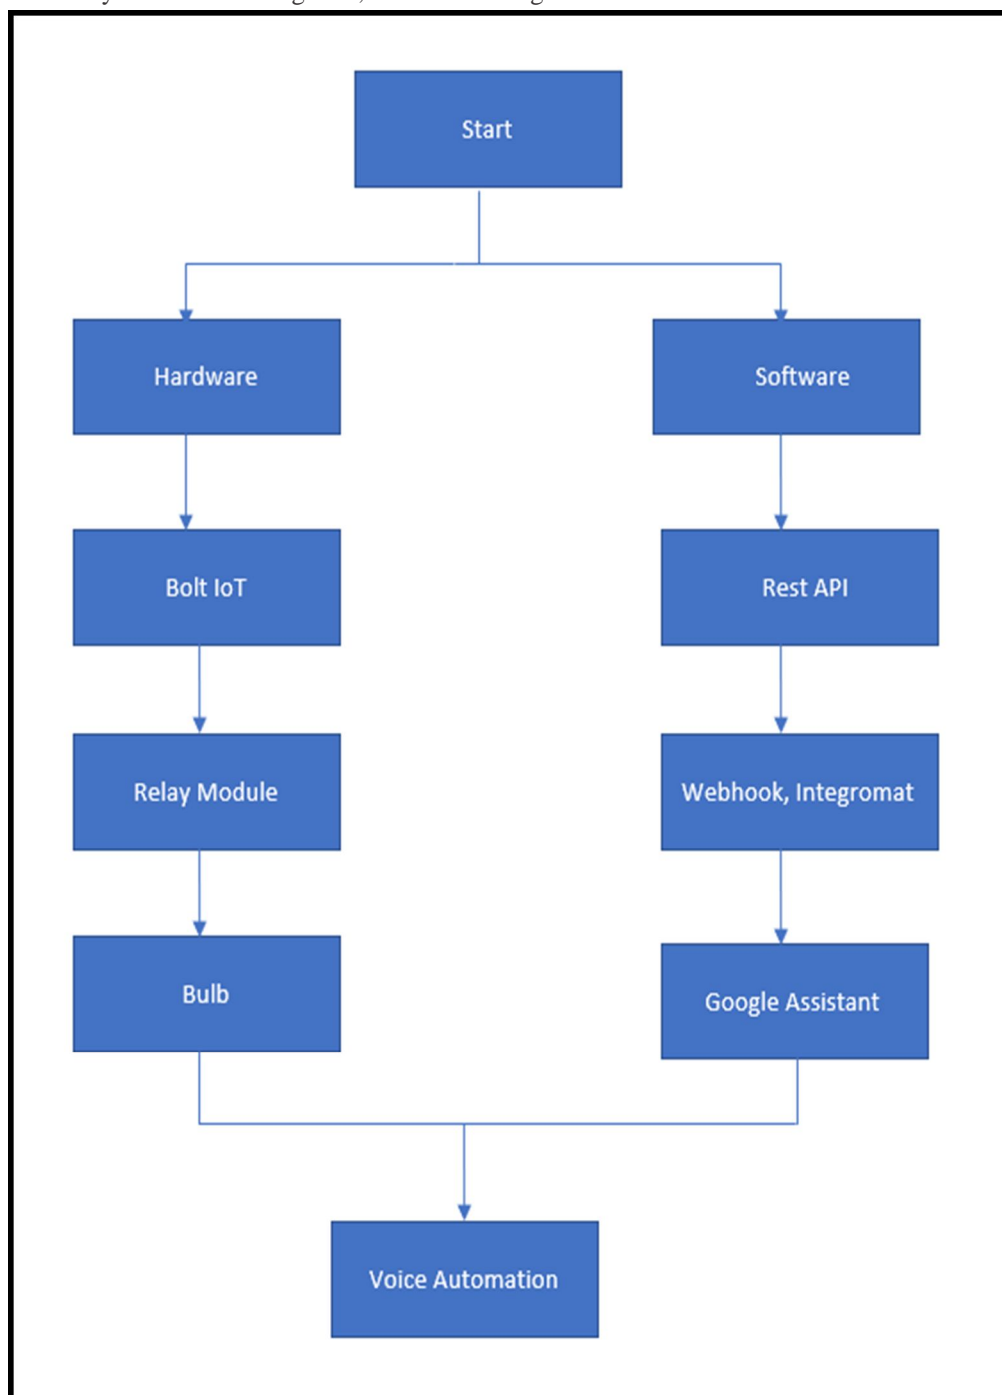 Start
Hardware
Software
Bolt IoT
Rest API
Relay Module
Webhook, Integromat
Bulb
Google Assistant
Voice Automation